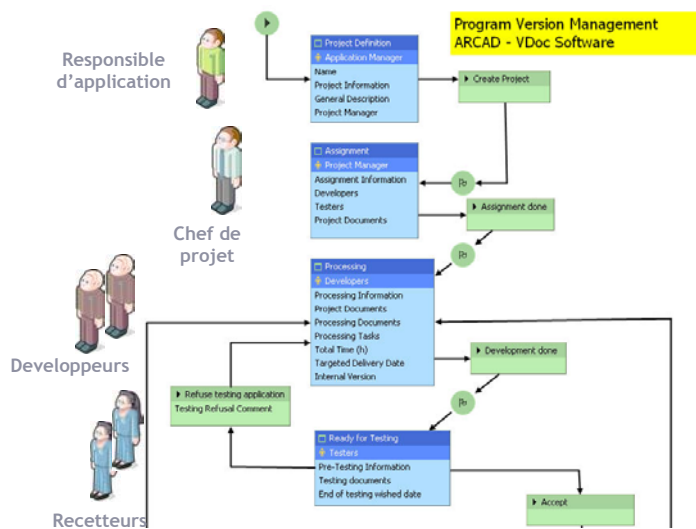 Program Version Management
ARCAD - VDoc Software
Responsible
d'application
Project Definition
Application Manager
Name
Project Information
General Description
Project Manager
Create Project
Chef de
projet
Assignment
Project Manager
Assignment Information
Developers
Testers
Project Documents
Assignment done
Developpeurs
Processing
Developers
Processing Information
Project Documents
Processing Documents
Processing Tasks
Total Time (h)
Targeted Delivery Date
Internal Version
Development done
Refuse testing application
Testing Refusal Comment
Recetteurs
Ready for Testing
Testers
Pre-Testing Information
Testing documents
End of testing wished date
Accept